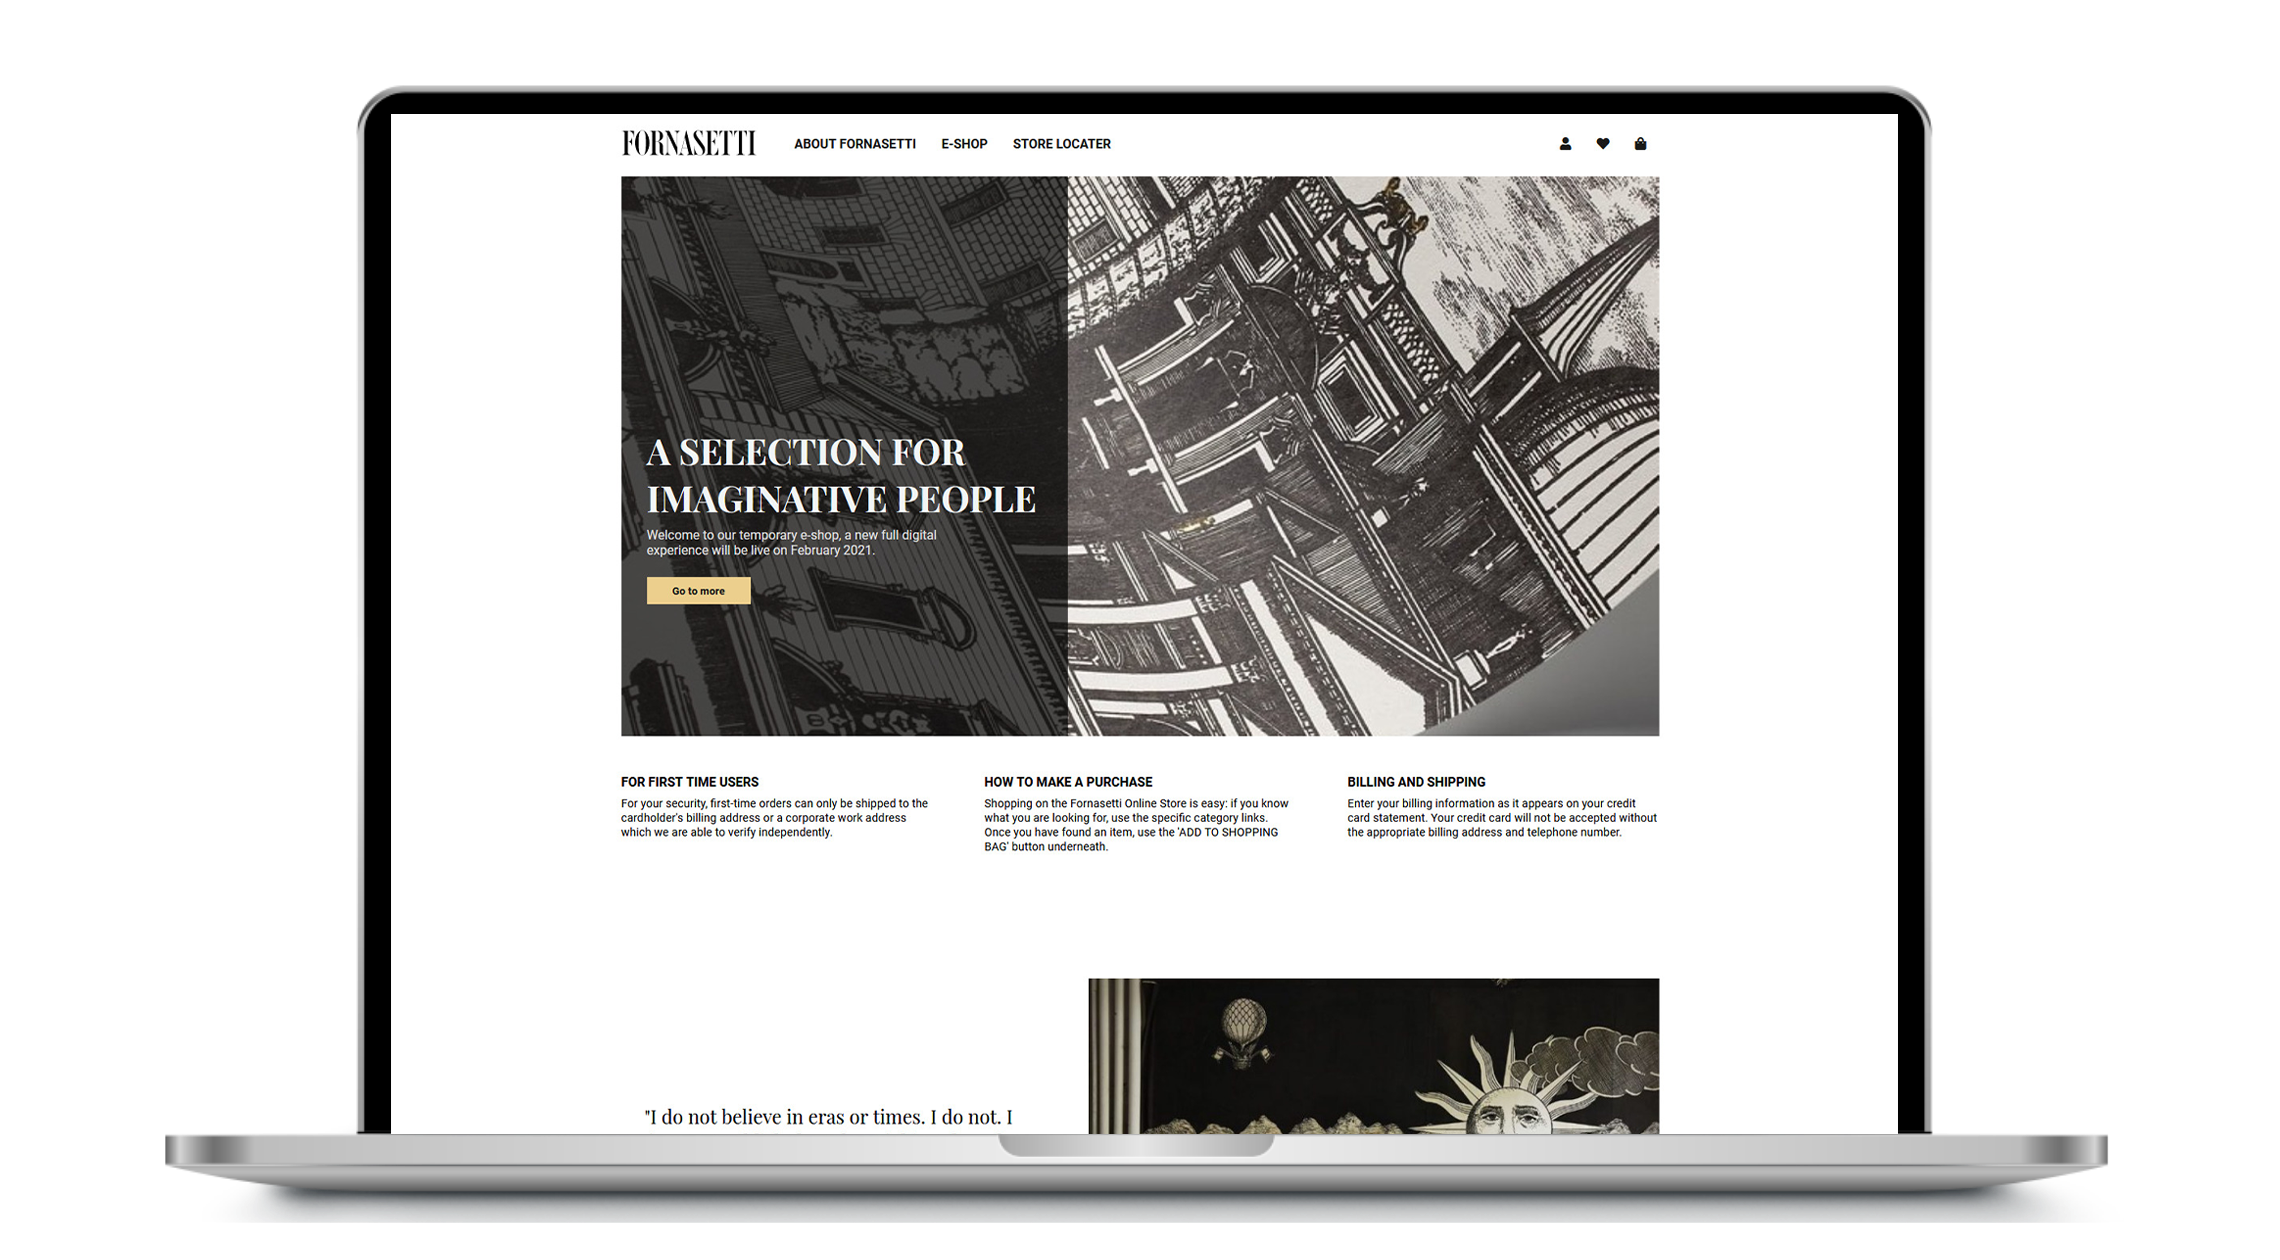 FORNASETTI
ABOUT FORNASETTI
E-SHOP
STORE LOCATER
A SELECTION FOR
IMAGINATIVE PEOPLE
Welcome to our temporary e-shop, a new full digital
experience will be live on February 2021.
Go to more
FOR FIRST TIME USERS
For your security, first-time orders can only be shipped to the
cardholder's billing address or a corporate work address
which we are able to verify independently.
HOW TO MAKE A PURCHASE
Shopping on the Fornasetti Online Store is easy: if you know
what you are looking for, use the specific category links.
Once you have found an item, use the 'ADD TO SHOPPING
BAG' button underneath.
BILLING AND SHIPPING
Enter your billing information as it appears on your credit
card statement. Your credit card will not be accepted without
the appropriate billing address and telephone number.
"I do not believe in eras or times. I do not. I